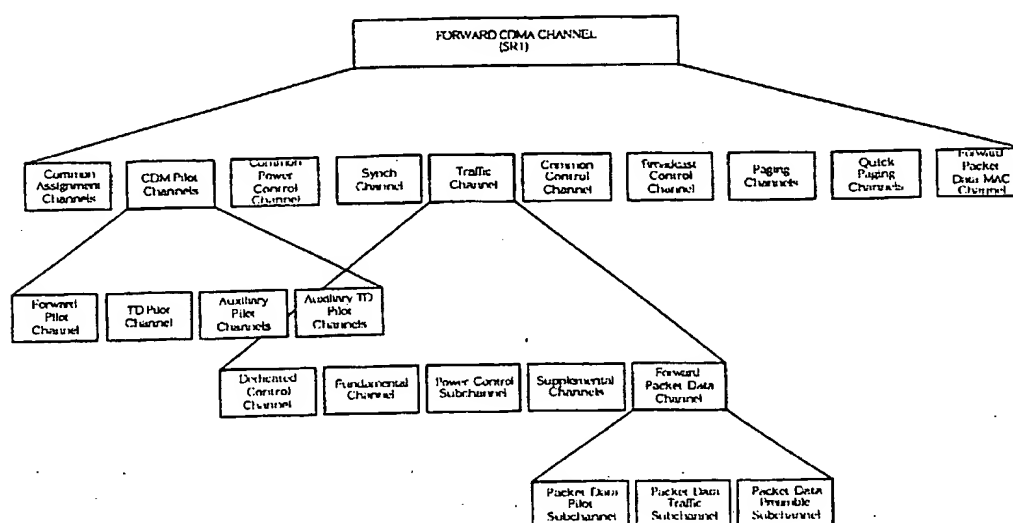 FORWARD CDMA CHANNEL
(SR1)
Common
Assignment
Channels
CDM Pilot
Channels
Common
Power
Control
Channel
Synch
Channel
Traffic
Channel
Common
Control
Channel
Broadcast
Control
Channel
Paging
Channels
Quick
Paging
Channels
Forward
Packet
Data MAC
Channel
Forward
Pilot
Channel
TD Pilot
Channel
Auxiliary
Pilot
Channels
Auxiliary TD
Pilot
Channels
Dedicated
Control
Channel
Fundamental
Channel
Power Control
Subchannel
Supplemental
Channels
Forward
Packet Data
Channel
Packet Data
Pilot
Subchannel
Packet Data
Traffic
Subchannel
Packet Data
Preamble
Subchannel